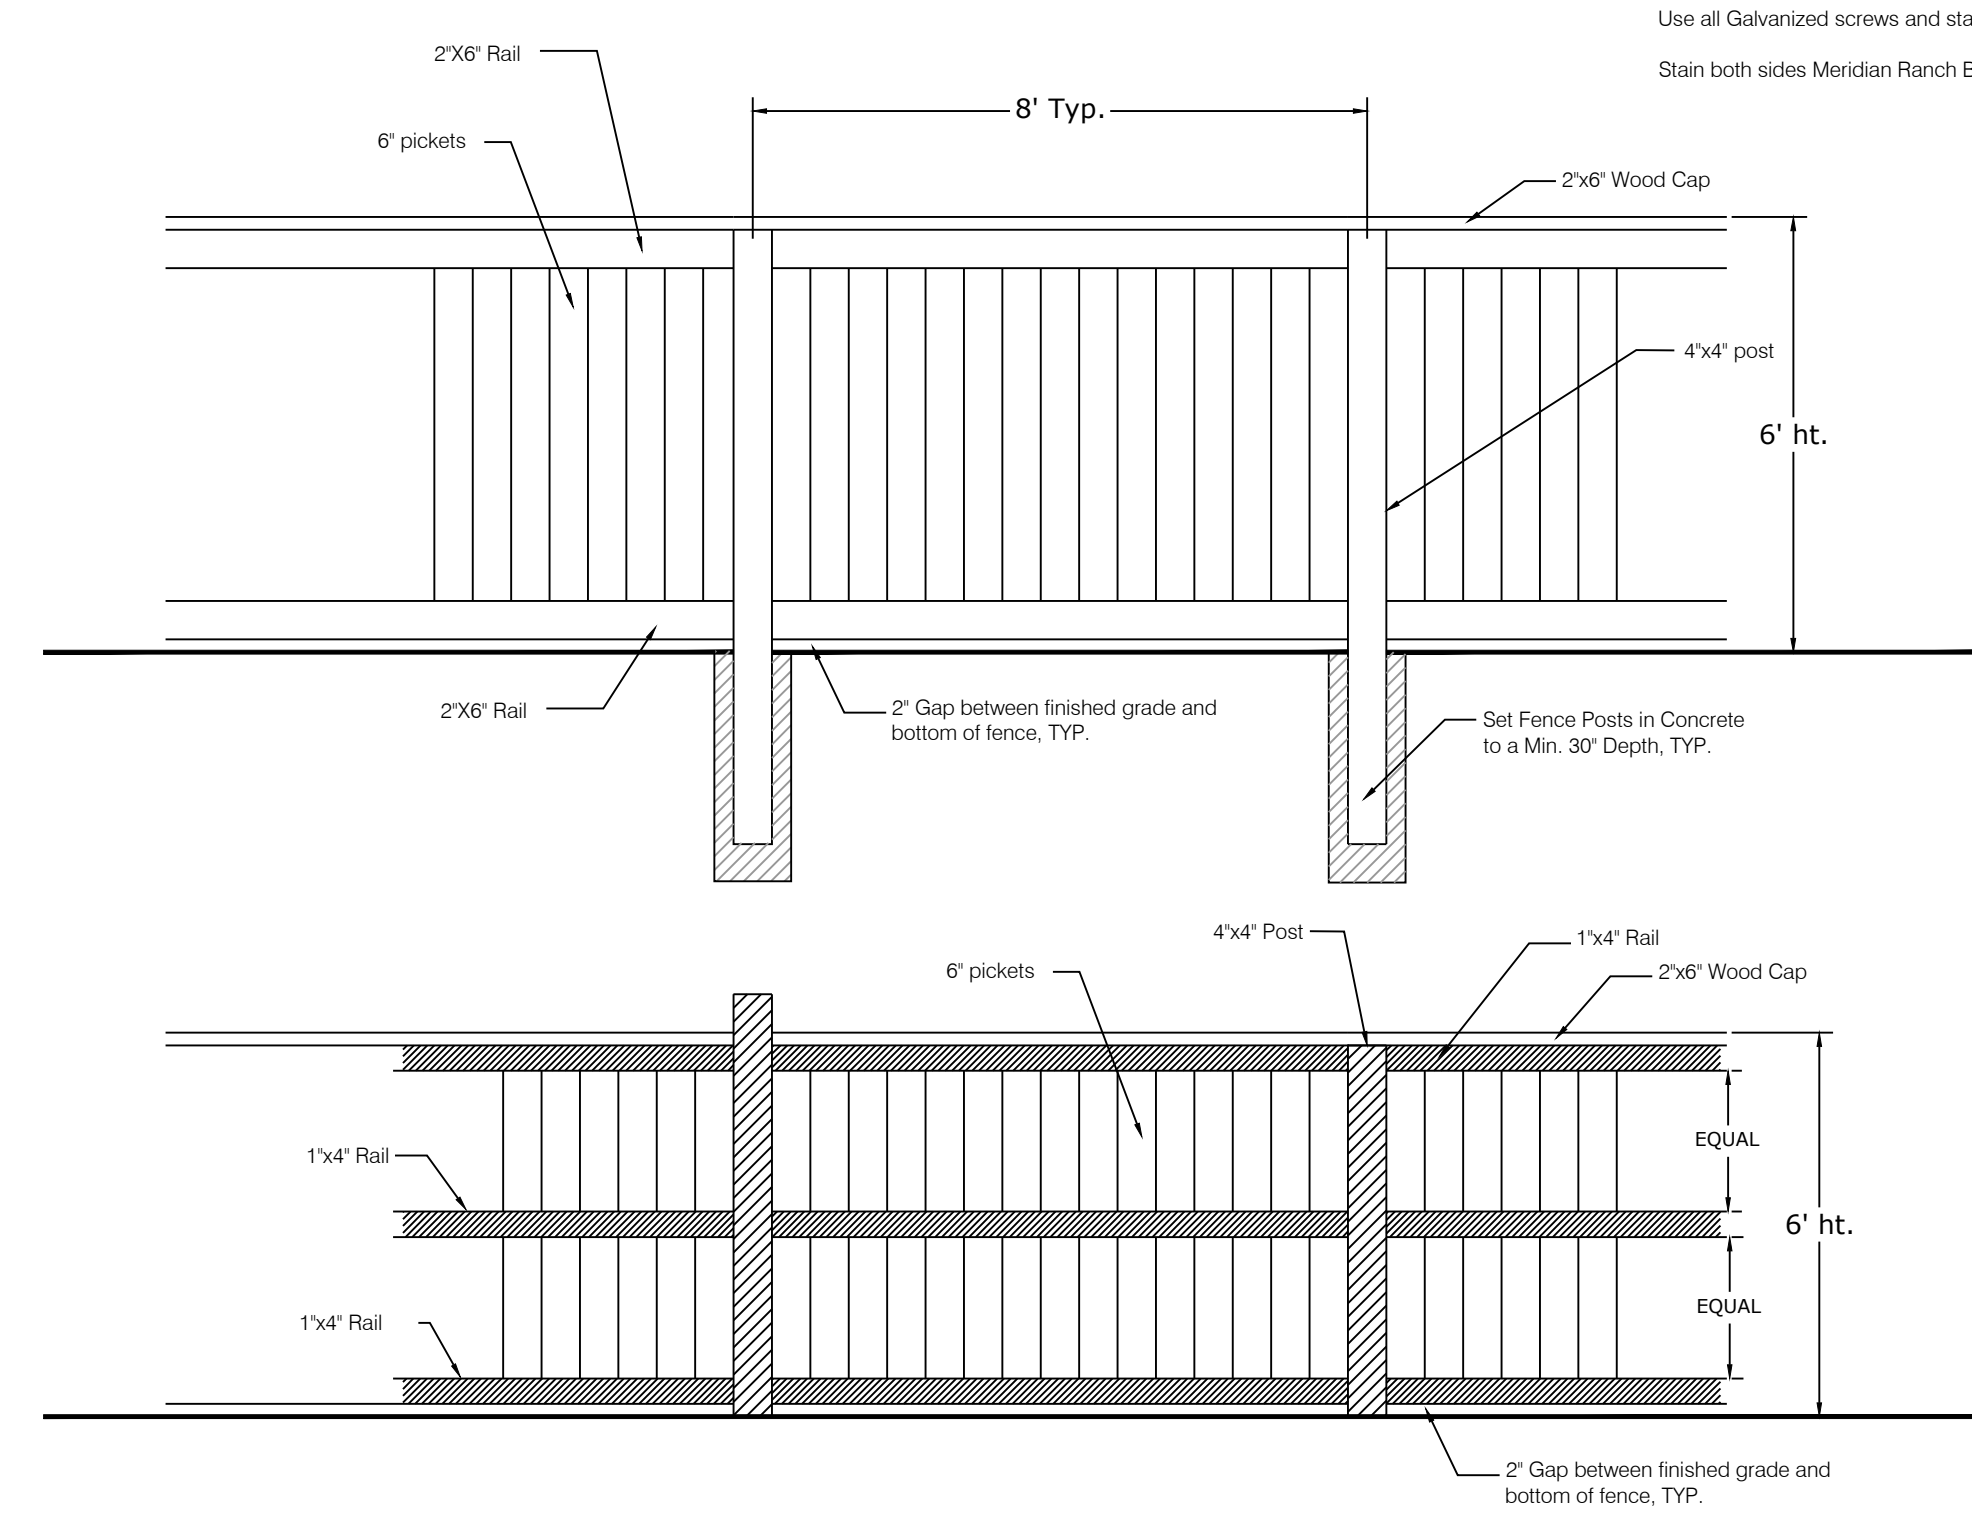 Use all Galvanized screws and
Stain both sides Meridian Ranch
2"X6" Rail
8' Typ.
6" pickets
2"x6" Wood Cap
4"x4" post
6' ht.
2"X6" Rail
2" Gap between finished grade and
bottom of fence, TYP.
Set Fence Posts in Concrete
to a Min. 30" Depth, TYP.
4"x4" Post
1"x4" Rail
6" pickets
2"x6" Wood Cap
EQUAL
1"x4" Rail
6' ht.
EQUAL
1"x4" Rail
2" Gap between finished grade and
bottom of fence, TYP.